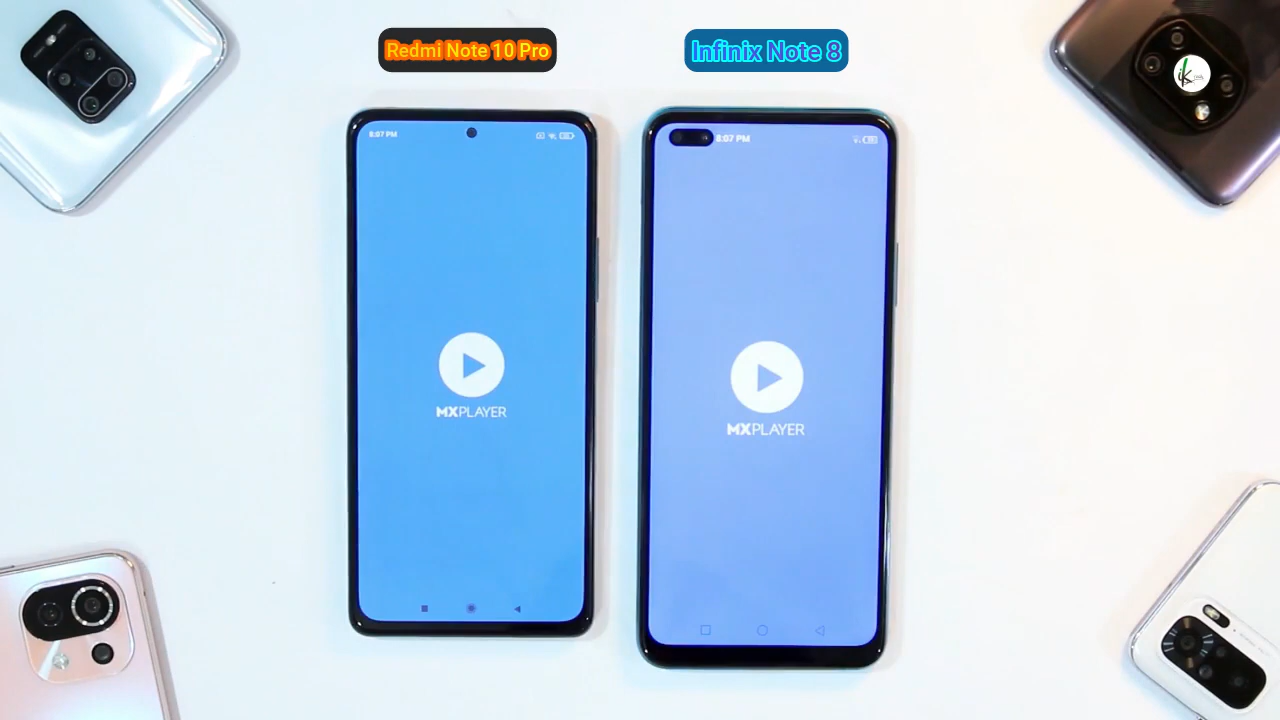 Redmi Note 10 Pro
Infinix Note 8
8:07 PM
8:07 PM
MXPLAYER
MXPLAYER